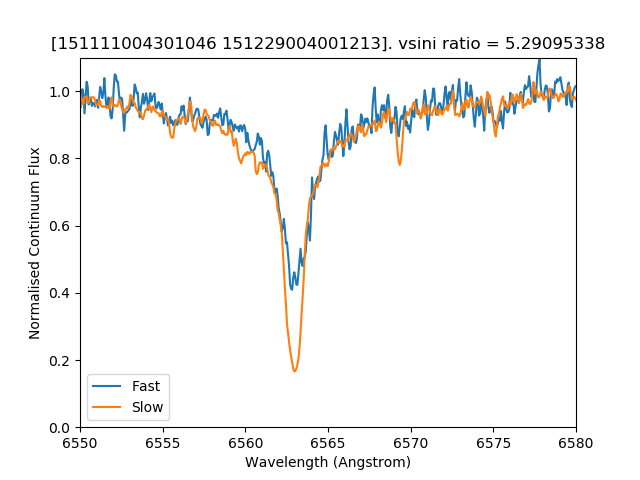 [151111004301046 151229004001213]. vsini ratio = 5.29095338
Normalised Continuum Flux
1.0
0.8
0.6
0.4
0.2
0.0
Fast
Slow
6550 6555 6560 6565 6570 6575 6580
Wavelength (Angstrom)